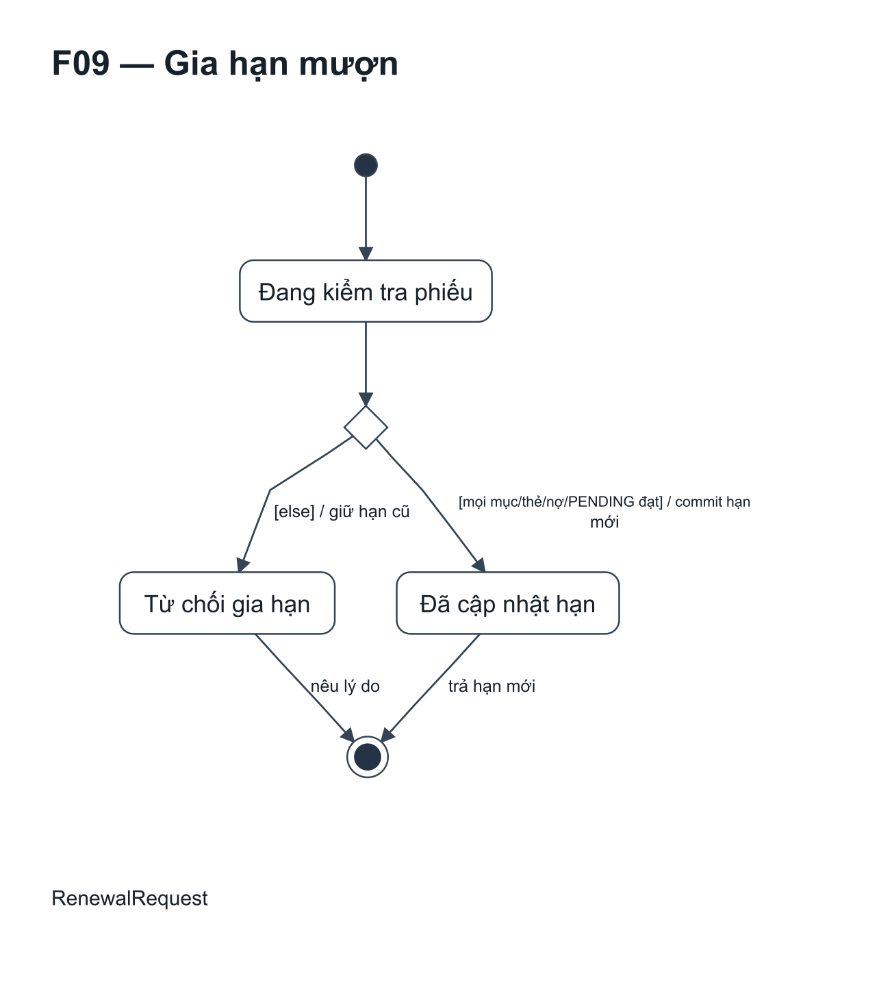 F09 — Gia hạn mượn
Đang kiểm tra phiếu
[mọi mục/thẻ/nợ/PENDING đạt] / commit hạn
mới
[else] / giữ hạn cũ
Từ chối gia hạn
Đã cập nhật hạn
nêu lý do
trả hạn mới
RenewalRequest